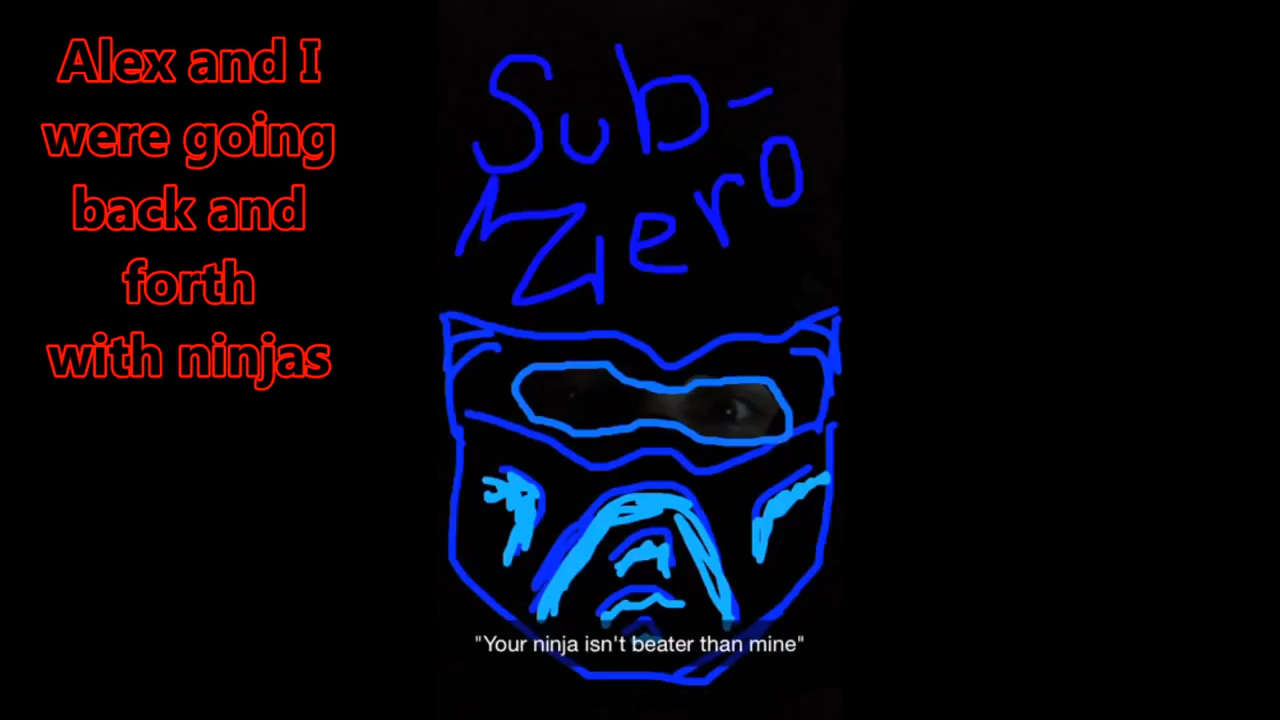 Alex and I
were going
back and
forth
with ninjas
Sub-
Zero
"Your ninja isn't beater than mine"